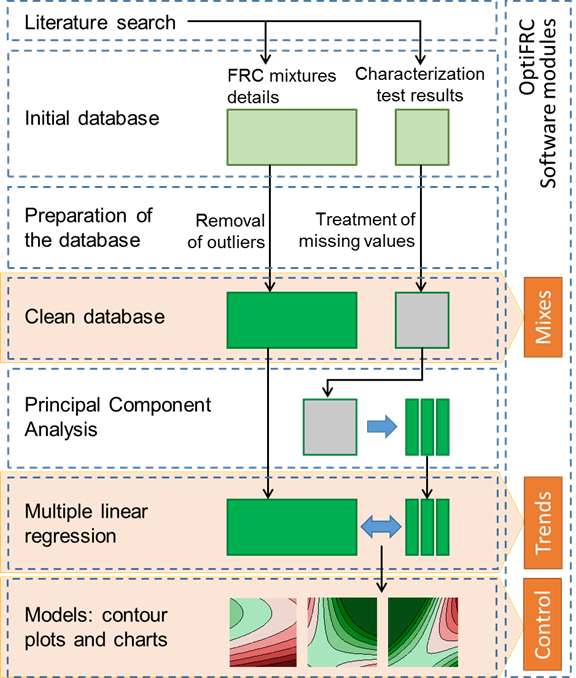 Literature search
FRC mixtures
details
Characterization
test results
Initial database
Preparation of
the database
Removal
of outliers
Treatment of
missing values
Clean database
Principal Component
Analysis
Multiple linear
regression
Models: contour
plots and charts
OptiFRC
Software modules
Mixes
Trends
Control